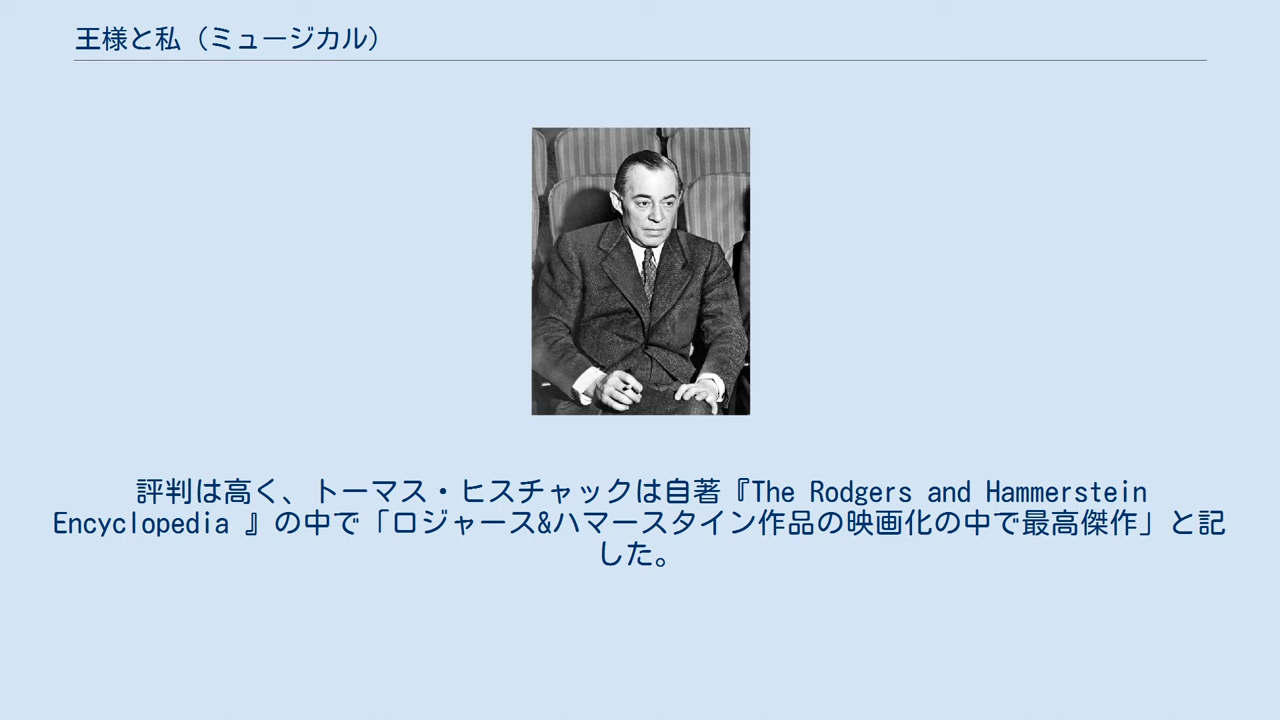 王様と私（ミュージカル）
評判は高く、トーマス・ヒスチャックは自著『The Rodgers and Hammerstein
Encyclopedia 』の中で「ロジャース&ハマースタイン作品の映画化の中で最高傑作」と記
した。